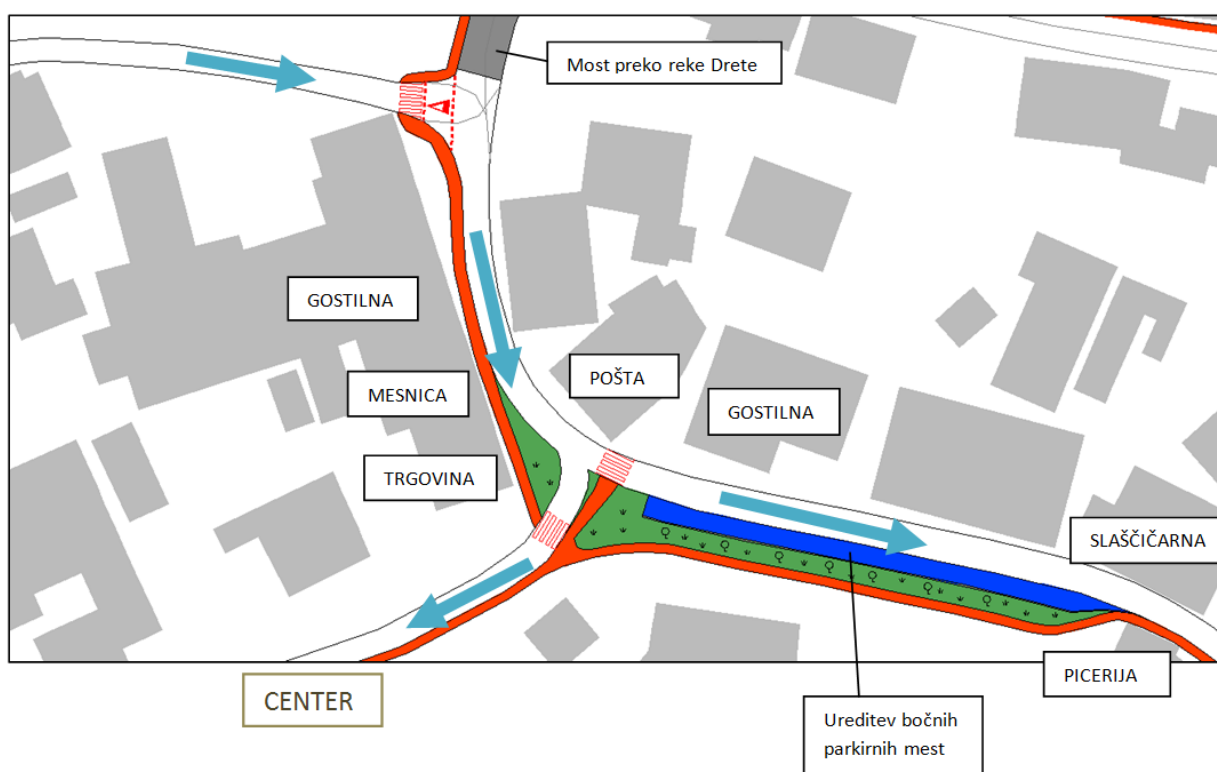 Most preko reke Drete
GOSTILNA
POŠTA
MESNICA
GOSTILNA
TRGOVINA
SLAŠČIČARNA
PICERIJA
CENTER
Ureditev bočnih
parkirnih mest